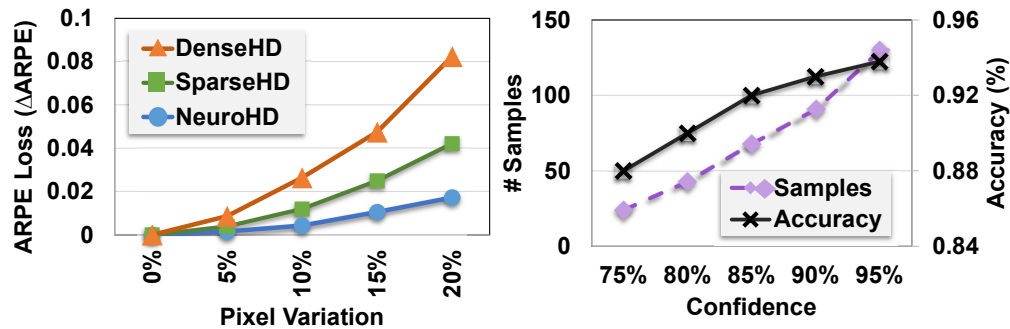 ARPE Loss (ΔARPE)
0.1
0.08
0.06
0.04
0.02
0
DenseHD
SparseHD
NeuroHD
0%
5%
10%
15%
20%
Pixel Variation
# Samples
150
100
50
0
Samples
Accuracy
75%
80%
85%
90%
95%
Confidence
0.96
0.92
0.88
0.84
Accuracy (%)